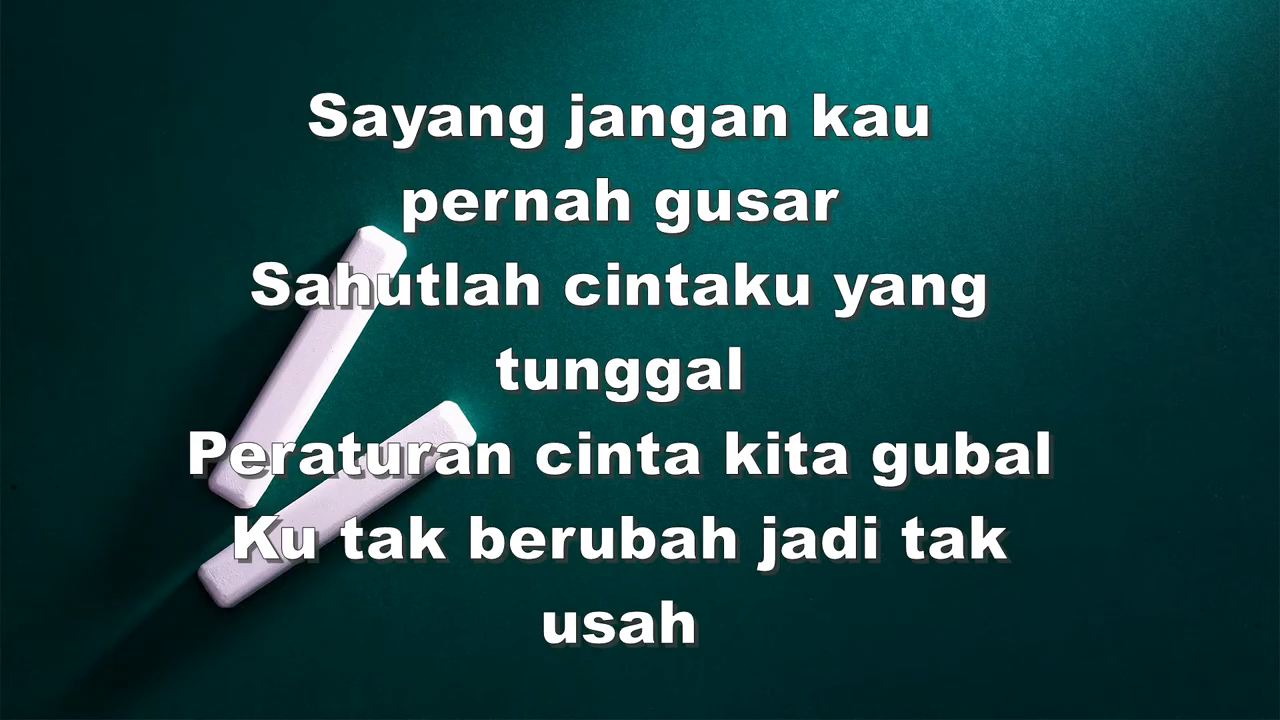 Sayang jangan kau
pernah gusar
Sahutlah cintaku yang
tunggal
Peraturan cinta kita gubal
Ku tak berubah jadi tak
usah